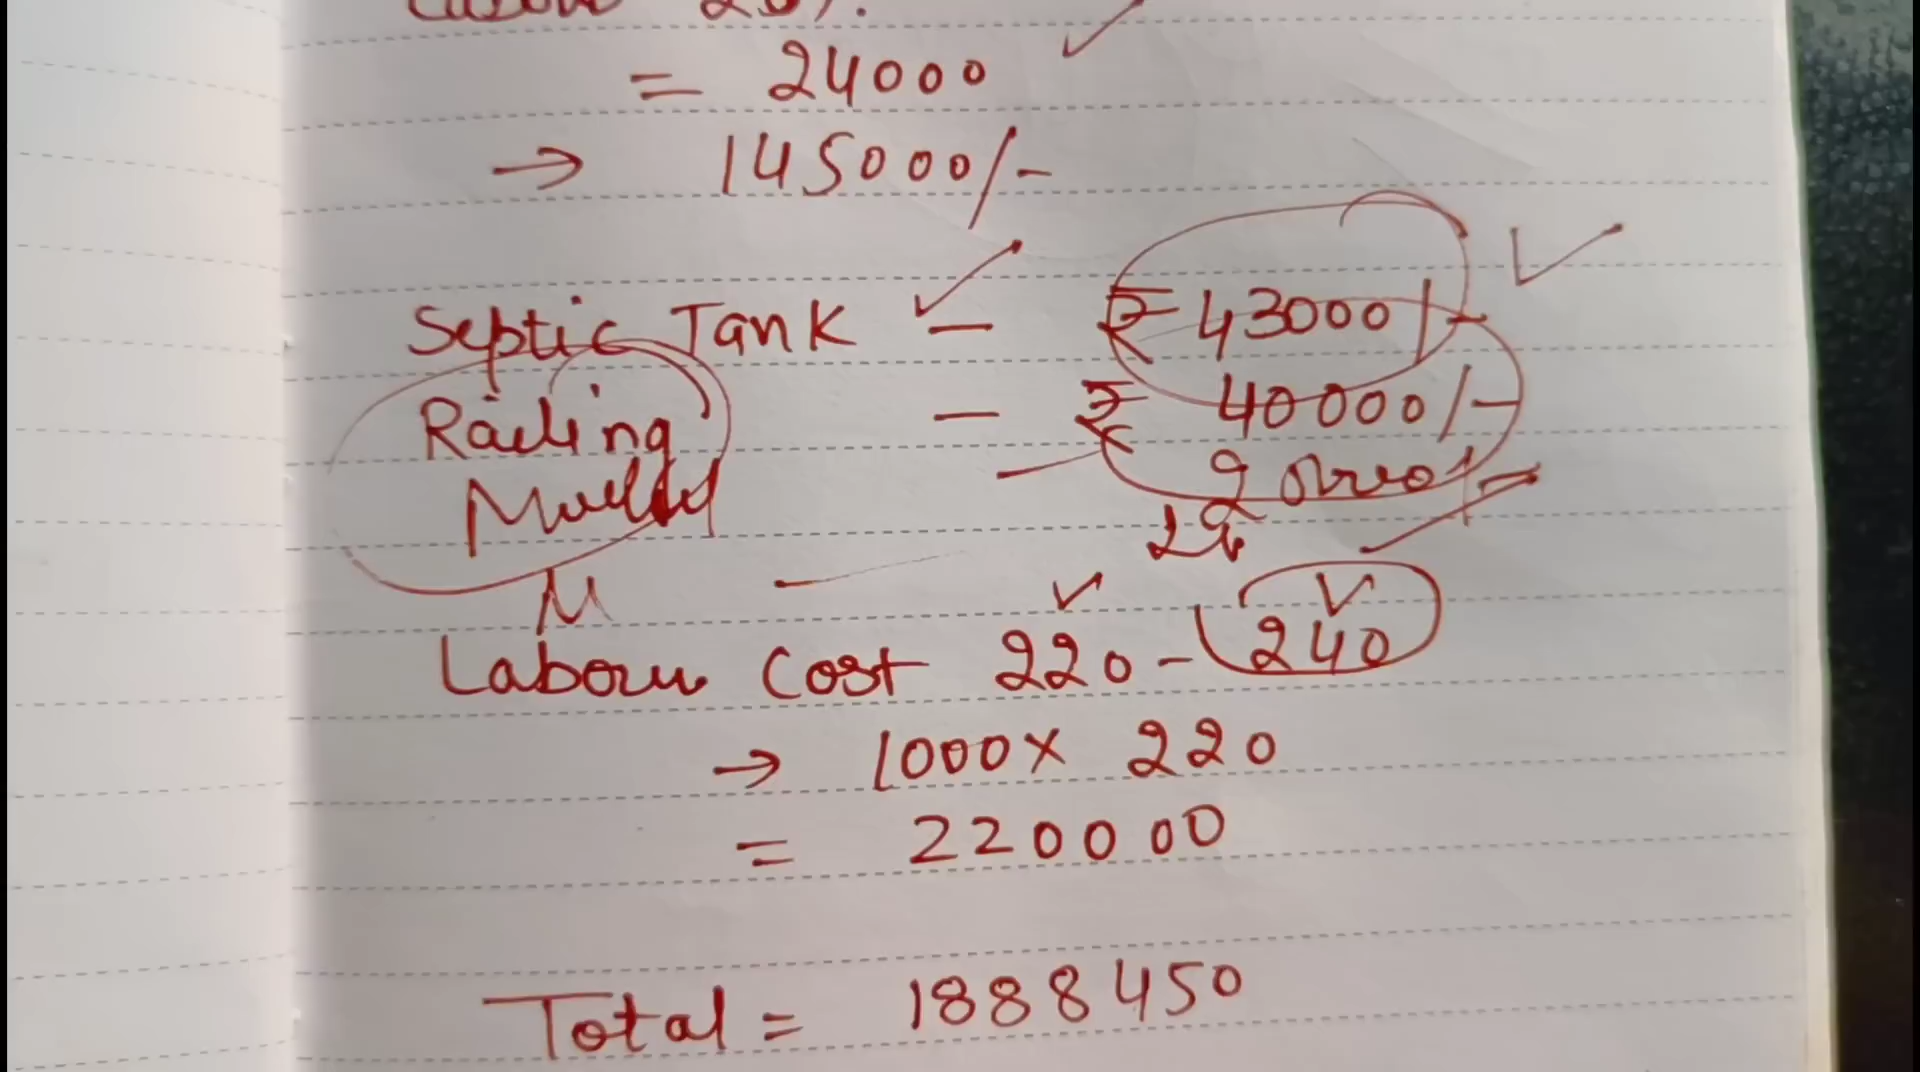 = 24000
→ 145000/-
Septic Tank - ₹ 43000/-
Railing - ₹ 40000/-
M
Labour Cost 220 - 240
→ 1000 x 220
= 220000
Total = 1888450